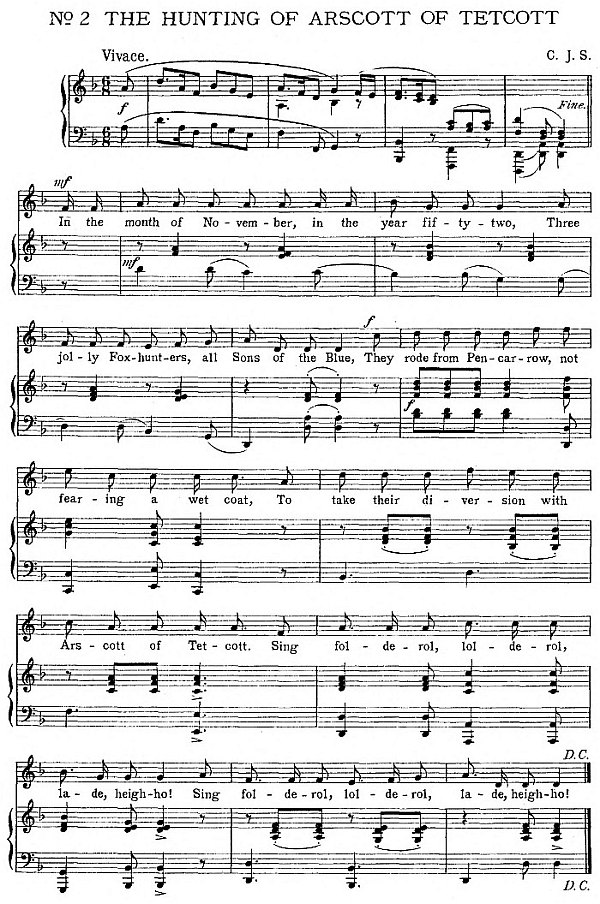 No 2 THE HUNTING OF ARSCOTT OF TETCOTT
Vivace. C. J. S.
f
Fine.
mf
In the month of No-vem-ber, in the year fif-ty-two, Three
mf
f
jol-ly Fox-hunt-ers, all Sons of the Blue, They rode from Pen-car-row, not
f
fear-ing a wet coat, To take their di-ver-sion with
Ars-cott of Tet-cott. Sing fol-de-rol, lol-de-rol,
D.C.
la-de, heigh-ho! Sing fol-de-rol, lol-de-rol, la-de, heigh-ho!
D.C.